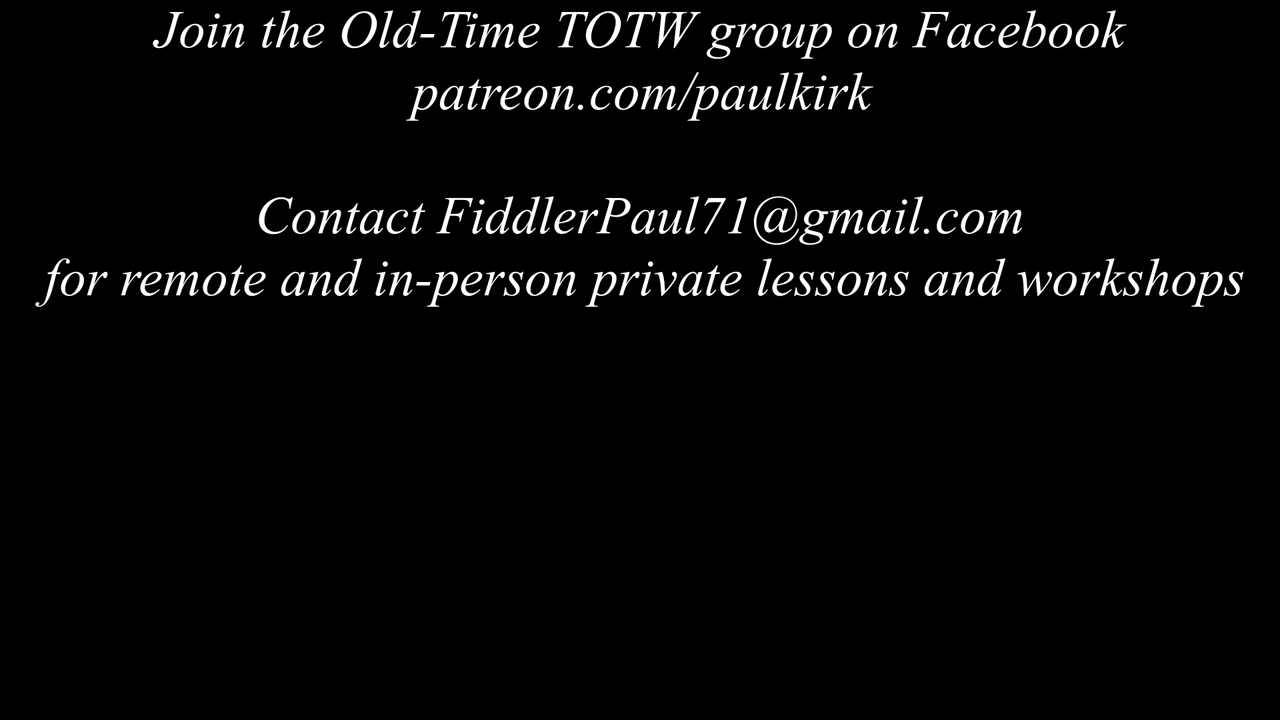 Join the Old-Time TOTW group on Facebook
patreon.com/paulkirk
Contact FiddlerPaul71@gmail.com
for remote and in-person private lessons and workshops